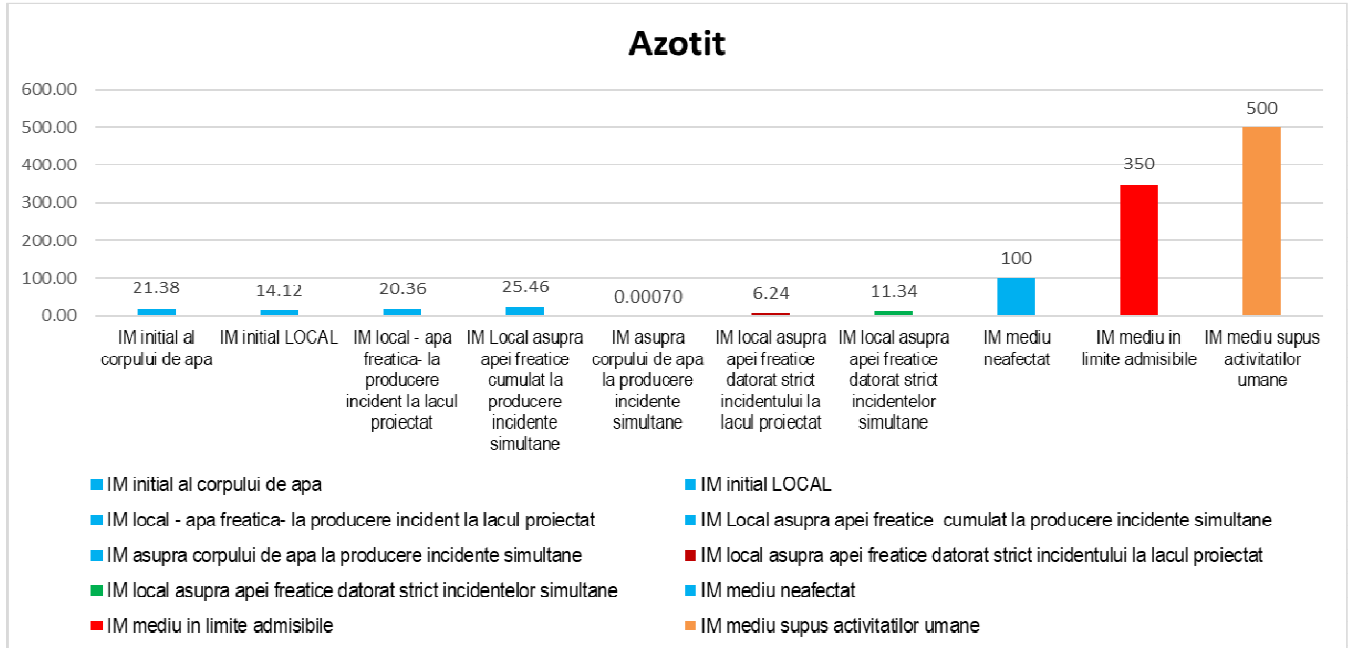 Azotit
600.00
500.00
400.00
300.00
200.00
100.00
0.00
21.38
14.12
20.36
25.46
0.00070
6.24
11.34
100
350
500
IM initial al
corpului de apa
IM initial LOCAL
IM local - apa
freatica- la
producere
incident la lacul
proiectat
IM Local asupra
apei freatice
cumulat la
producere
incidente
simultane
IM asupra
corpului de apa
la producere
incidente
simultane
IM local asupra
apei freatice
datorat strict
incidentului la
lacul proiectat
IM local asupra
apei freatice
datorat strict
incidentelor
simultane
IM mediu
neafectat
IM mediu in
limite admisibile
IM mediu supus
activitatilor
umane
IM initial al corpului de apa
IM initial LOCAL
IM local - apa freatica- la producere incident la lacul proiectat
IM Local asupra apei freatice cumulat la producere incidente simultane
IM asupra corpului de apa la producere incidente simultane
IM local asupra apei freatice datorat strict incidentului la lacul proiectat
IM local asupra apei freatice datorat strict incidentelor simultane
IM mediu neafectat
IM mediu in limite admisibile
IM mediu supus activitatilor umane